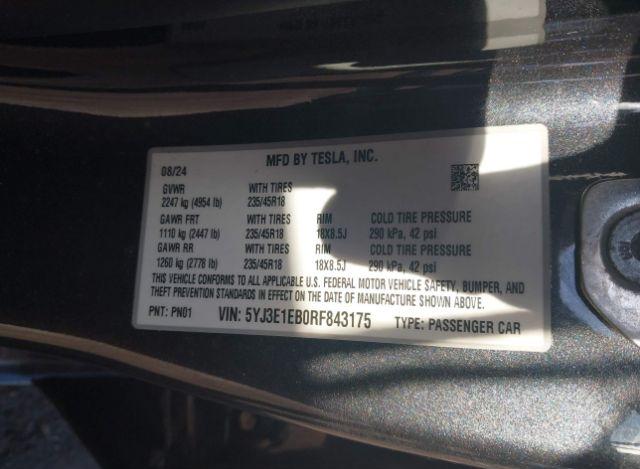 MFD BY TESLA, INC.
08/24
GVWR WITH TIRES
2247 kg (4954 lb) 235/45R18
GAWR FRT WITH TIRES RIM COLD TIRE PRESSURE
1110 kg (2447 lb) 235/45R18 18X8.5J 290 kPa, 42 psi
GAWR RR WITH TIRES RIM COLD TIRE PRESSURE
1260 kg (2778 lb) 235/45R18 18X8.5J 290 kPa, 42 psi
THIS VEHICLE CONFORMS TO ALL APPLICABLE U.S. FEDERAL MOTOR VEHICLE SAFETY, BUMPER, AND
THEFT PREVENTION STANDARDS IN EFFECT ON THE DATE OF MANUFACTURE SHOWN ABOVE.
PNT: PN01 VIN: 5YJ3E1EB0RF843175 TYPE: PASSENGER CAR